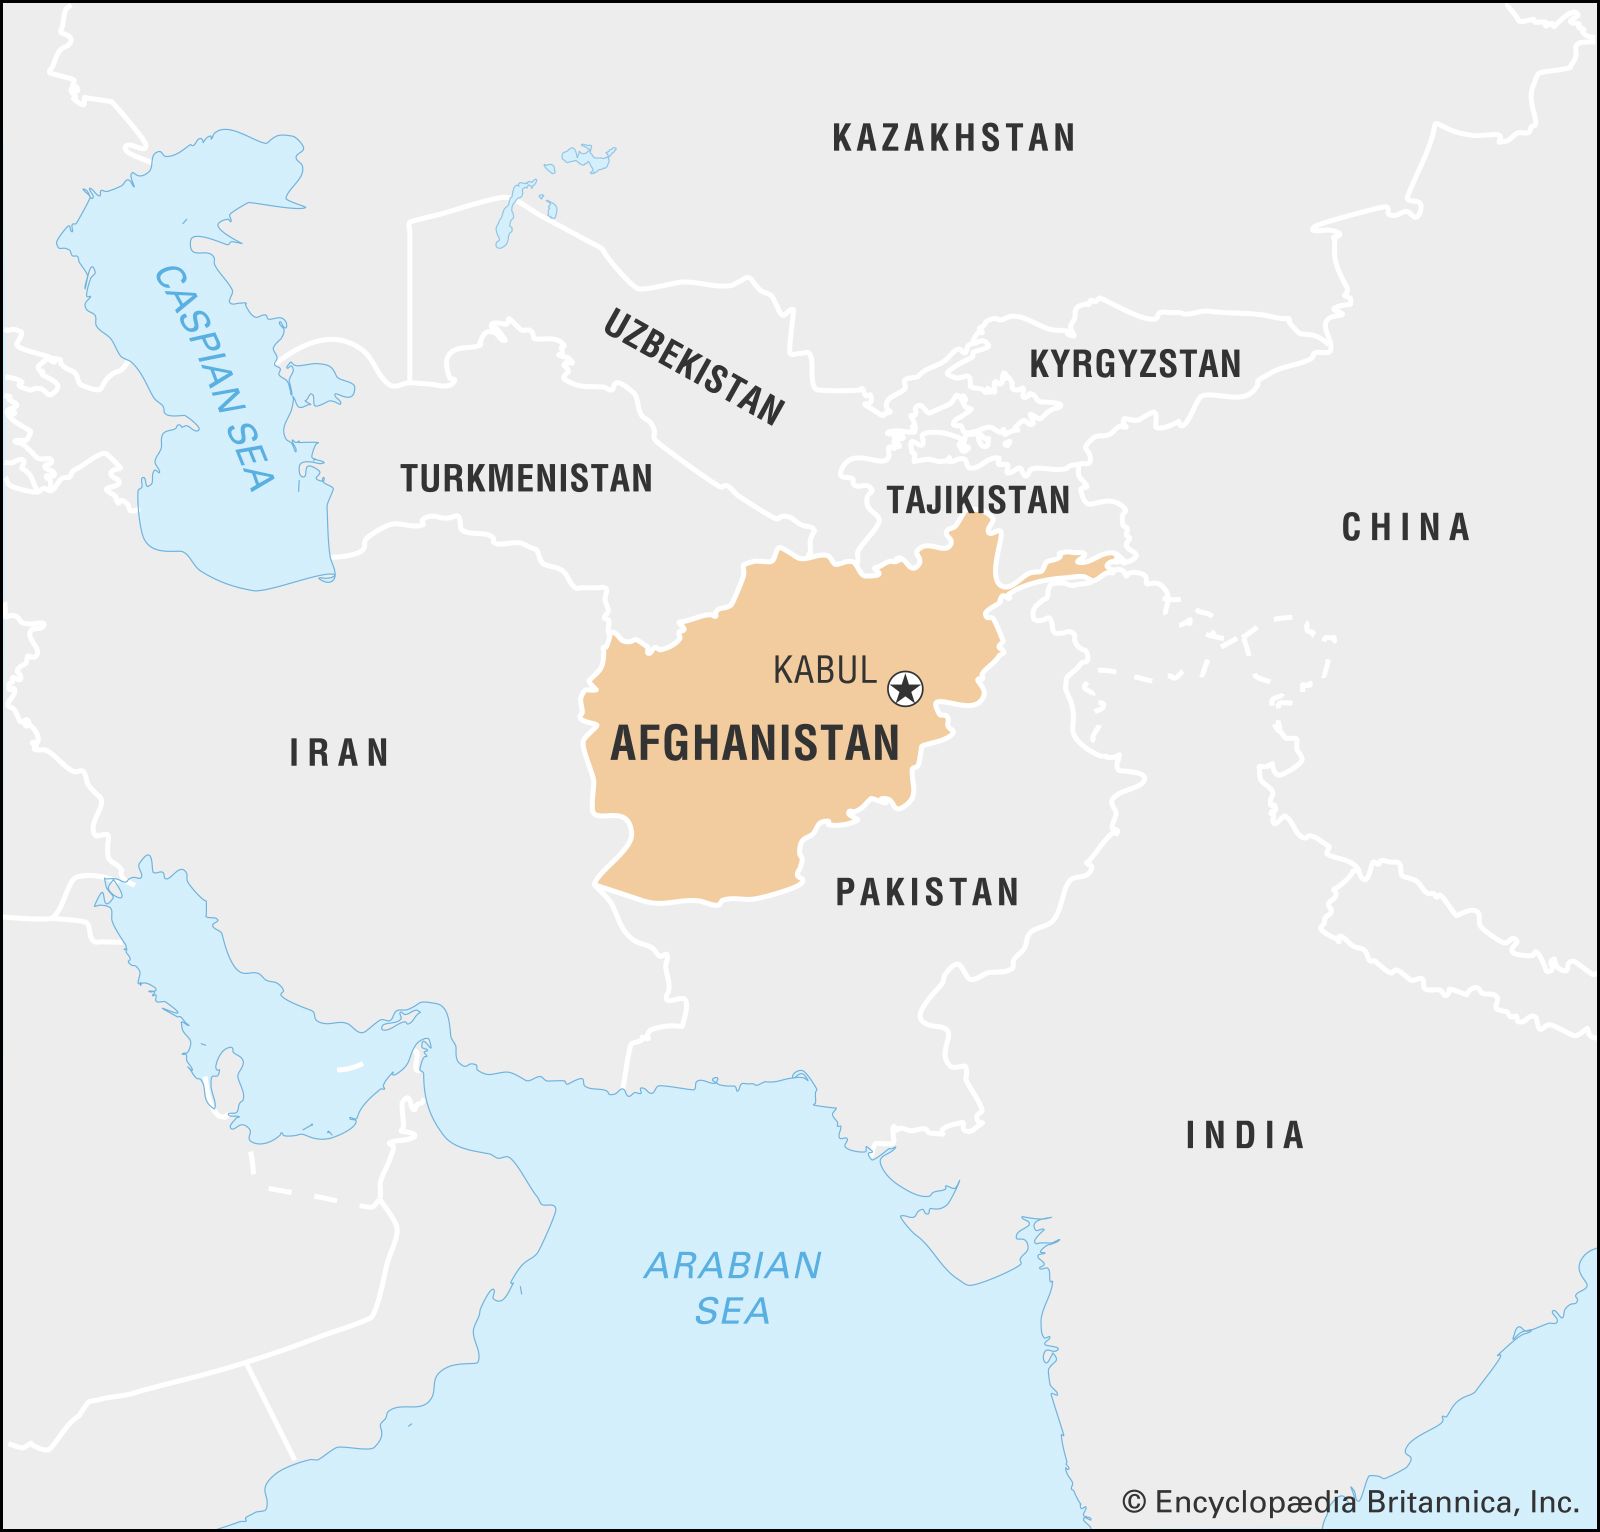 KAZAKHSTAN
CASPIAN SEA
UZBEKISTAN
KYRGYZSTAN
TURKMENISTAN
TAJIKISTAN
CHINA
KABUL
AFGHANISTAN
IRAN
PAKISTAN
INDIA
ARABIAN
SEA
© Encyclopædia Britannica, Inc.